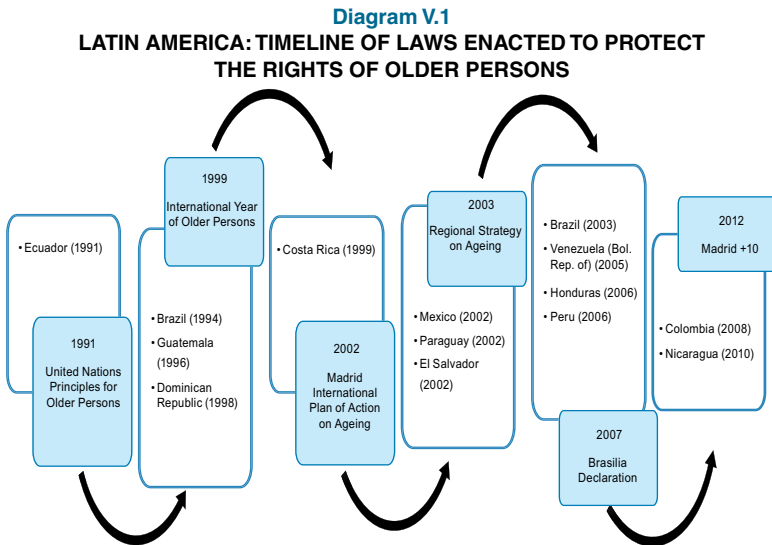 Diagram V.1
LATIN AMERICA: TIMELINE OF LAWS ENACTED TO PROTECT
THE RIGHTS OF OLDER PERSONS
• Ecuador (1991)
1991
United Nations
Principles for
Older Persons
1999
International Year
of Older Persons
• Brazil (1994)
• Guatemala
(1996)
• Dominican
Republic (1998)
• Costa Rica (1999)
2002
Madrid
International
Plan of Action
on Ageing
2003
Regional Strategy
on Ageing
• Mexico (2002)
• Paraguay (2002)
• El Salvador
(2002)
• Brazil (2003)
• Venezuela (Bol.
Rep. of) (2005)
• Honduras (2006)
• Peru (2006)
2007
Brasilia
Declaration
2012
Madrid +10
• Colombia (2008)
• Nicaragua (2010)